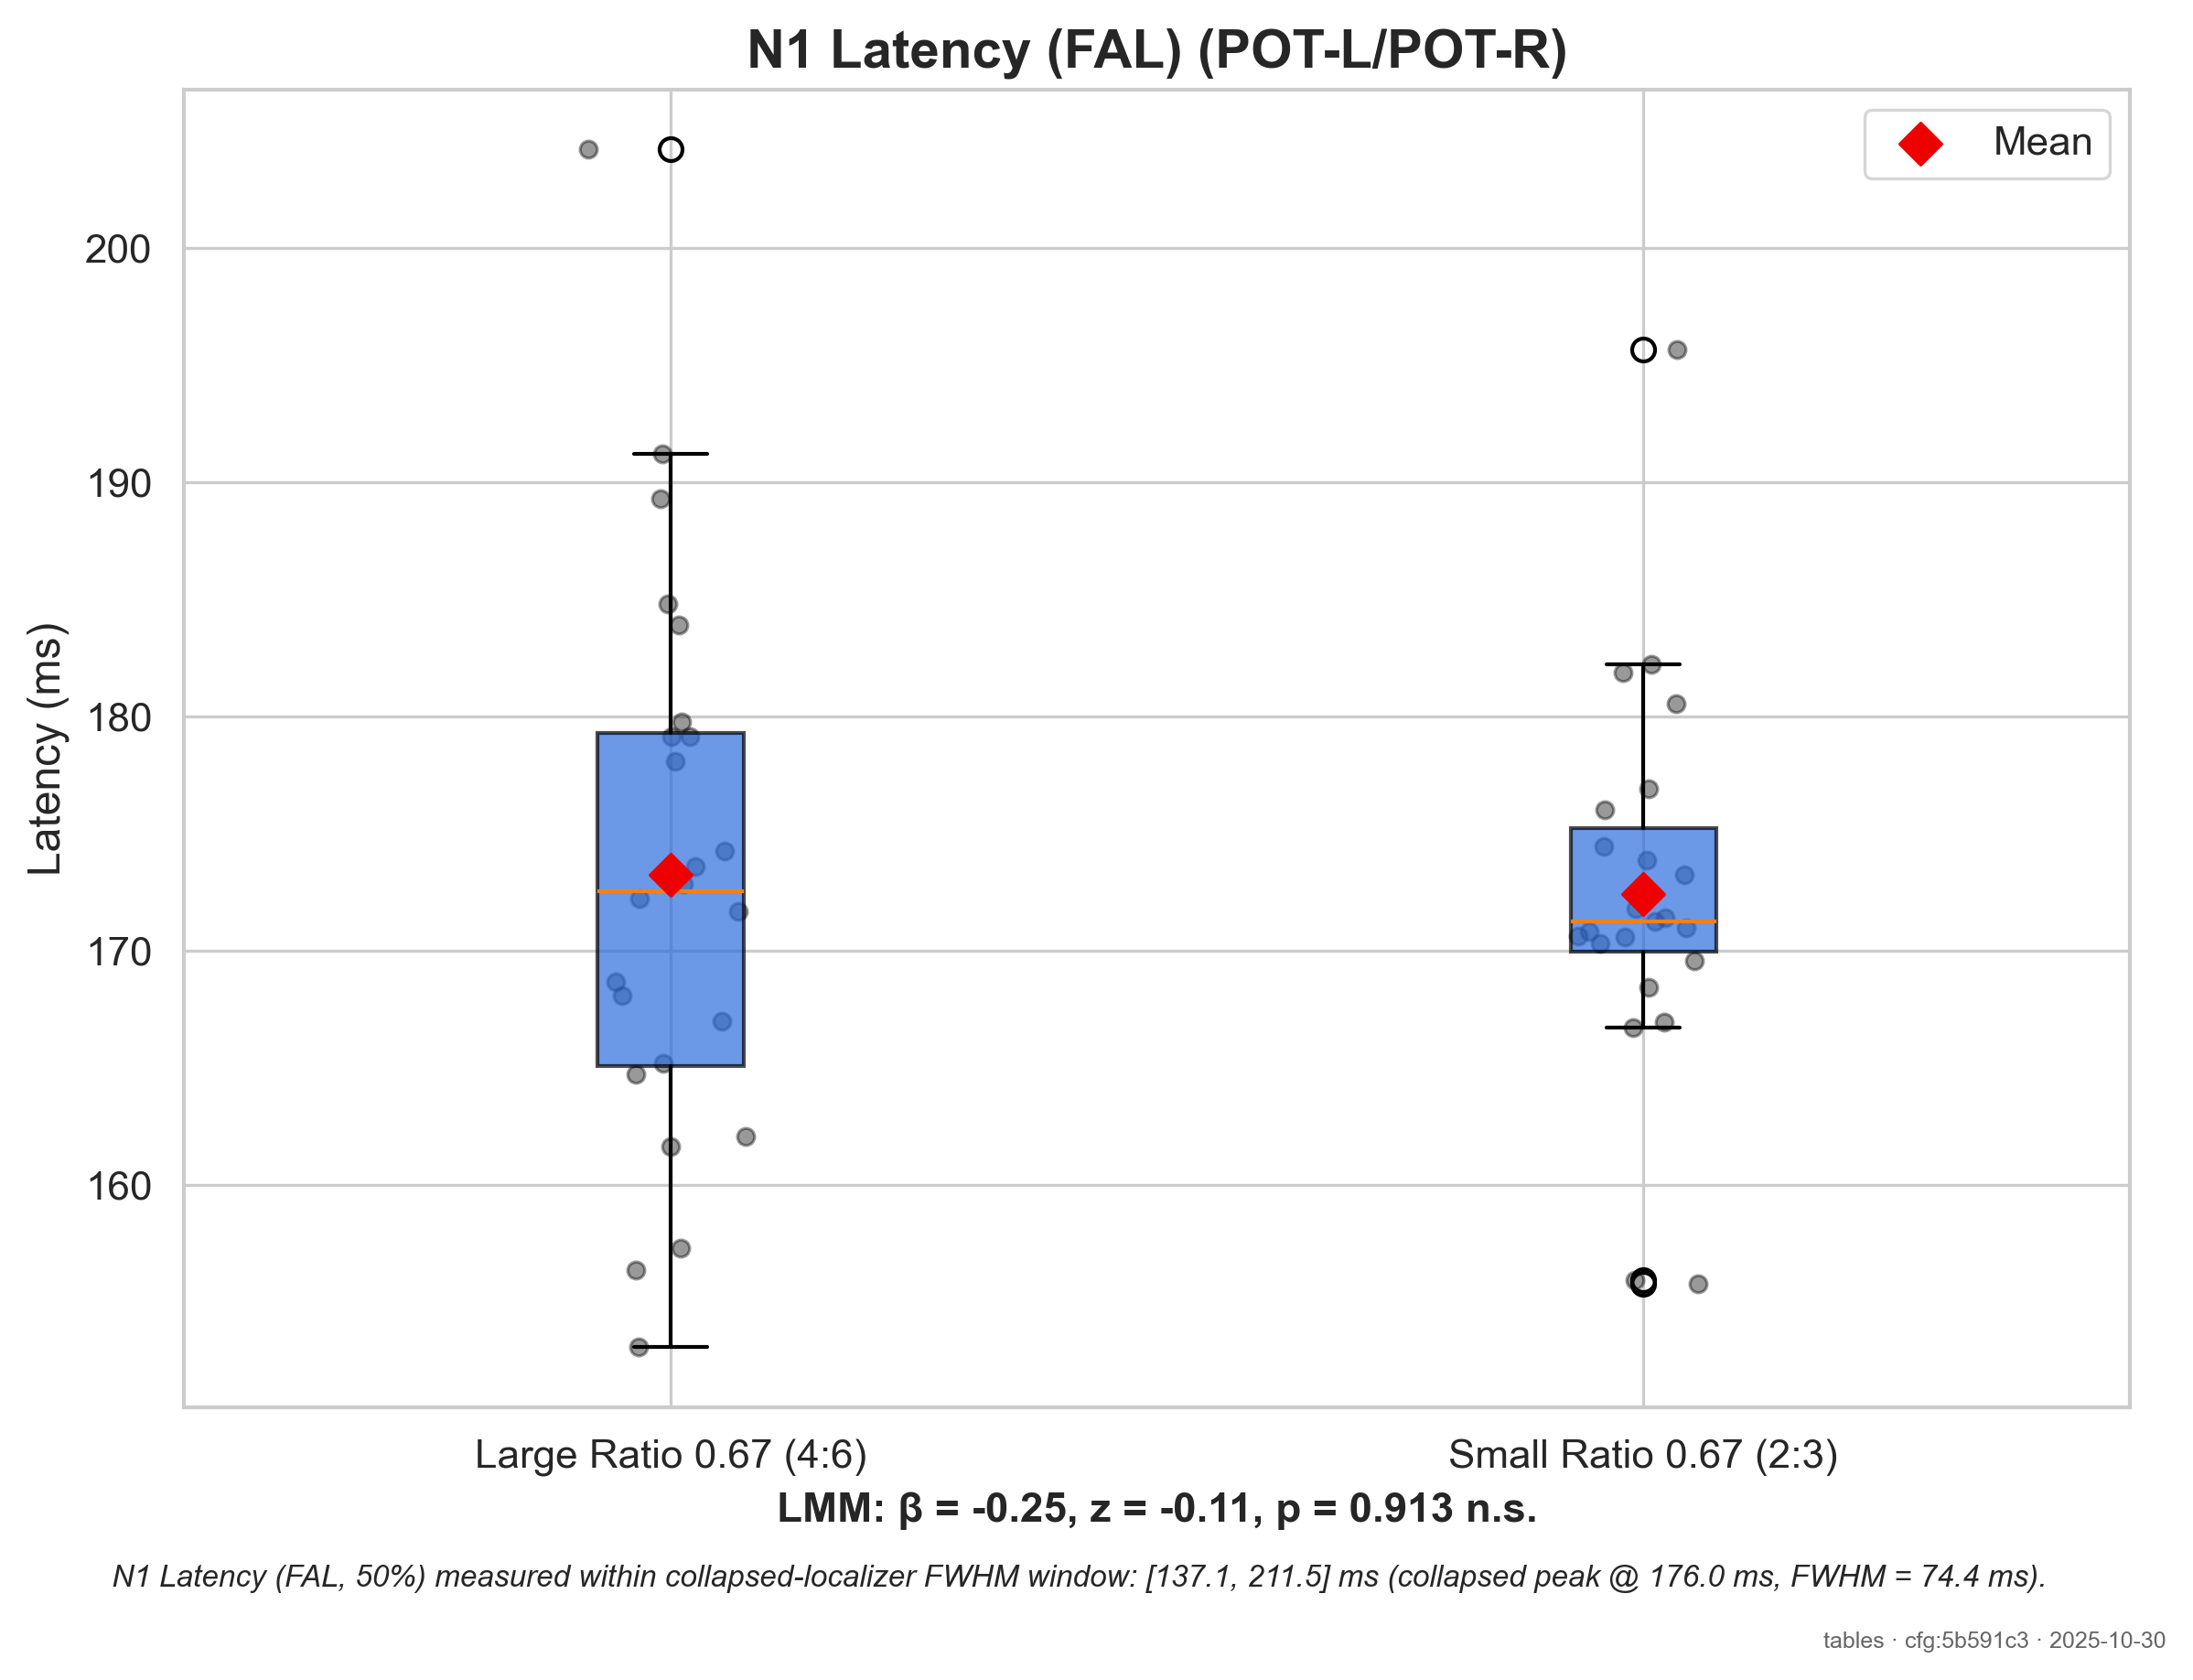 N1 Latency (FAL) (POT-L/POT-R)
Mean
Latency (ms)
200
190
180
170
160
Large Ratio 0.67 (4:6)
Small Ratio 0.67 (2:3)
LMM: β = -0.25, z = -0.11, p = 0.913 n.s.
N1 Latency (FAL, 50%) measured within collapsed-localizer FWHM window: [137.1, 211.5] ms (collapsed peak @ 176.0 ms, FWHM = 74.4 ms).
tables · cfg:5b591c3 · 2025-10-30